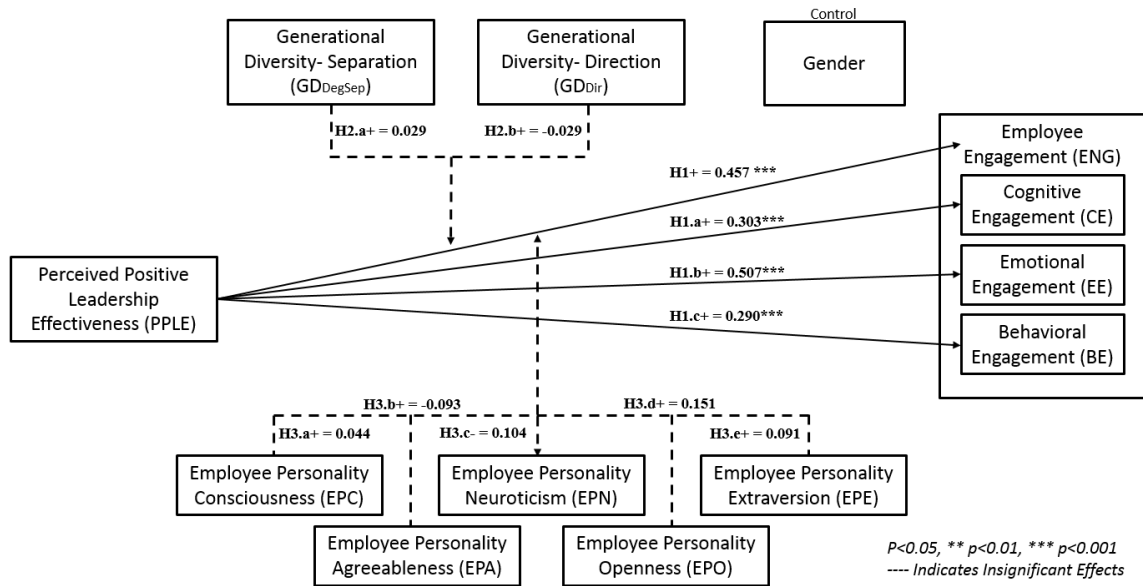 Control
Generational
Diversity- Separation
(GDDegSep)
Generational
Diversity- Direction
(GDDir)
Gender
H2.a+ = 0.029
H2.b+ = -0.029
Employee
Engagement (ENG)
H1+ = 0.457 ***
Cognitive
Engagement (CE)
H1.a+ = 0.303***
Perceived Positive
Leadership
Effectiveness (PPLE)
H1.b+ = 0.507***
Emotional
Engagement (EE)
H1.c+ = 0.290***
Behavioral
Engagement (BE)
H3.b+ = -0.093
H3.d+ = 0.151
H3.a+ = 0.044
H3.c- = 0.104
H3.e+ = 0.091
Employee Personality
Consciousness (EPC)
Employee Personality
Neuroticism (EPN)
Employee Personality
Extraversion (EPE)
Employee Personality
Agreeableness (EPA)
Employee Personality
Openness (EPO)
P<0.05, ** p<0.01, *** p<0.001
---- Indicates Insignificant Effects